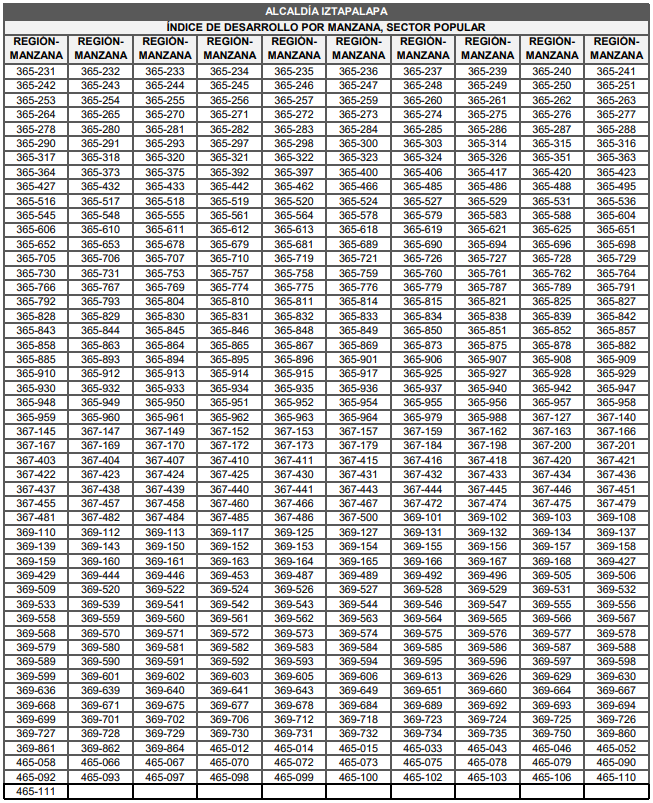 ALCALDÍA IZTAPALAPA
ÍNDICE DE DESARROLLO POR MANZANA, SECTOR POPULAR
REGIÓN-MANZANA REGIÓN-MANZANA REGIÓN-MANZANA REGIÓN-MANZANA REGIÓN-MANZANA REGIÓN-MANZANA REGIÓN-MANZANA REGIÓN-MANZANA REGIÓN-MANZANA REGIÓN-MANZANA
365-231 365-232 365-233 365-234 365-235 365-236 365-237 365-239 365-240 365-241
365-242 365-243 365-244 365-245 365-246 365-247 365-248 365-249 365-250 365-251
365-253 365-254 365-255 365-256 365-257 365-259 365-260 365-261 365-262 365-263
365-264 365-265 365-270 365-271 365-272 365-273 365-274 365-275 365-276 365-277
365-278 365-280 365-281 365-282 365-283 365-284 365-285 365-286 365-287 365-288
365-290 365-291 365-293 365-297 365-298 365-300 365-303 365-314 365-315 365-316
365-317 365-318 365-320 365-321 365-322 365-323 365-324 365-326 365-351 365-363
365-364 365-373 365-375 365-392 365-397 365-400 365-406 365-417 365-420 365-423
365-427 365-432 365-433 365-442 365-462 365-466 365-485 365-486 365-488 365-495
365-516 365-517 365-518 365-519 365-520 365-524 365-527 365-529 365-531 365-536
365-545 365-548 365-555 365-561 365-564 365-578 365-579 365-583 365-588 365-604
365-606 365-610 365-611 365-612 365-613 365-618 365-619 365-621 365-625 365-651
365-652 365-653 365-678 365-679 365-681 365-689 365-690 365-694 365-696 365-698
365-705 365-706 365-707 365-710 365-719 365-721 365-726 365-727 365-728 365-729
365-730 365-731 365-753 365-757 365-758 365-759 365-760 365-761 365-762 365-764
365-766 365-767 365-769 365-774 365-775 365-776 365-779 365-787 365-789 365-791
365-792 365-793 365-804 365-810 365-811 365-814 365-815 365-821 365-825 365-827
365-828 365-829 365-830 365-831 365-832 365-833 365-834 365-838 365-839 365-842
365-843 365-844 365-845 365-846 365-848 365-849 365-850 365-851 365-852 365-857
365-858 365-863 365-864 365-865 365-867 365-869 365-873 365-875 365-878 365-882
365-885 365-893 365-894 365-895 365-896 365-901 365-906 365-907 365-908 365-909
365-910 365-912 365-913 365-914 365-915 365-917 365-925 365-927 365-928 365-929
365-930 365-932 365-933 365-934 365-935 365-936 365-937 365-940 365-942 365-947
365-948 365-949 365-950 365-951 365-952 365-954 365-955 365-956 365-957 365-958
365-959 365-960 365-961 365-962 365-963 365-964 365-979 365-988 367-127 367-140
367-145 367-147 367-149 367-152 367-153 367-157 367-159 367-162 367-163 367-166
367-167 367-169 367-170 367-172 367-173 367-179 367-184 367-198 367-200 367-201
367-403 367-404 367-407 367-410 367-411 367-415 367-416 367-418 367-420 367-421
367-422 367-423 367-424 367-425 367-430 367-431 367-432 367-433 367-434 367-436
367-437 367-438 367-439 367-440 367-441 367-443 367-444 367-445 367-446 367-451
367-455 367-457 367-458 367-460 367-466 367-467 367-472 367-474 367-475 367-479
367-481 367-482 367-484 367-485 367-486 367-500 369-101 369-102 369-103 369-108
369-110 369-112 369-113 369-117 369-125 369-127 369-131 369-132 369-134 369-137
369-139 369-143 369-150 369-152 369-153 369-154 369-155 369-156 369-157 369-158
369-159 369-160 369-161 369-163 369-164 369-165 369-166 369-167 369-168 369-427
369-429 369-444 369-446 369-453 369-487 369-489 369-492 369-496 369-505 369-506
369-509 369-520 369-522 369-524 369-526 369-527 369-528 369-529 369-531 369-532
369-533 369-539 369-541 369-542 369-543 369-544 369-546 369-547 369-555 369-556
369-558 369-559 369-560 369-561 369-562 369-563 369-564 369-565 369-566 369-567
369-568 369-570 369-571 369-572 369-573 369-574 369-575 369-576 369-577 369-578
369-579 369-580 369-581 369-582 369-583 369-584 369-585 369-586 369-587 369-588
369-589 369-590 369-591 369-592 369-593 369-594 369-595 369-596 369-597 369-598
369-599 369-601 369-602 369-603 369-605 369-606 369-613 369-626 369-629 369-630
369-636 369-639 369-640 369-641 369-643 369-649 369-651 369-660 369-664 369-667
369-668 369-671 369-675 369-677 369-678 369-684 369-689 369-692 369-693 369-694
369-699 369-701 369-702 369-706 369-712 369-718 369-723 369-724 369-725 369-726
369-727 369-728 369-729 369-730 369-731 369-732 369-734 369-735 369-750 369-860
369-861 369-862 369-864 465-012 465-014 465-015 465-033 465-043 465-046 465-052
465-058 465-066 465-067 465-070 465-072 465-073 465-075 465-078 465-079 465-090
465-092 465-093 465-097 465-098 465-099 465-100 465-102 465-103 465-106 465-110
465-111